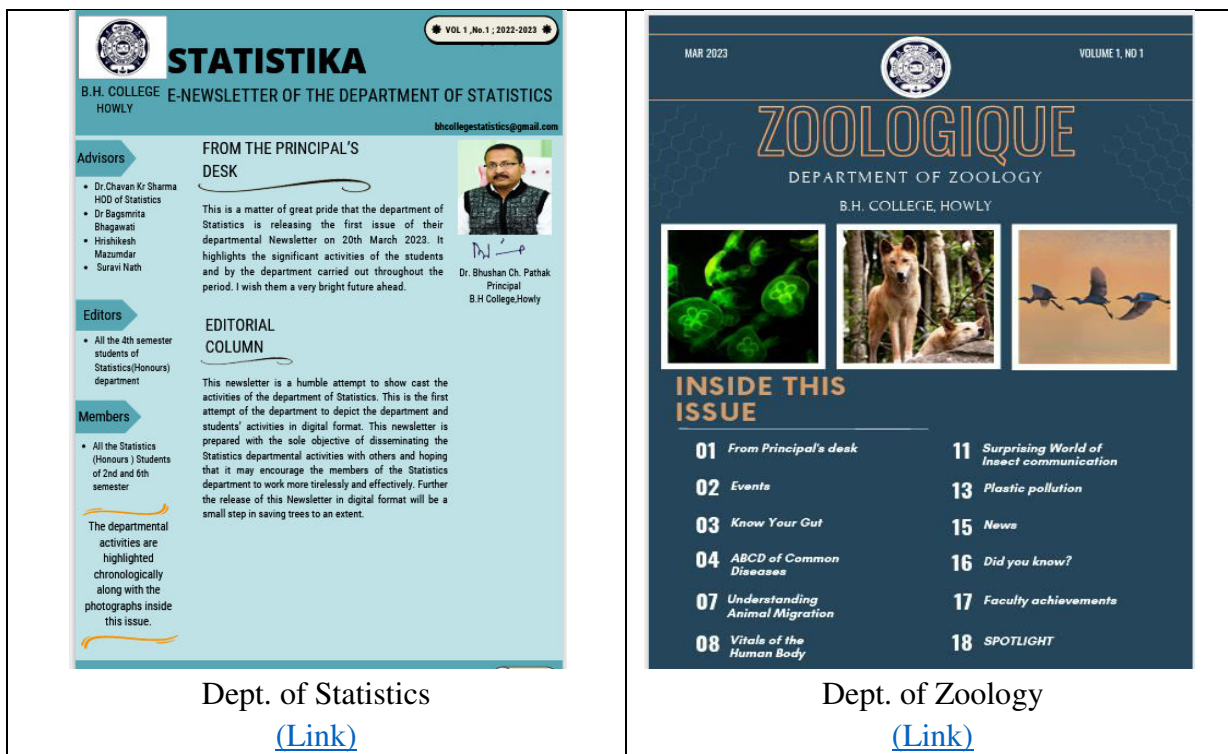 VOL 1 ,No.1 ; 2022-2023
STATISTIKA
B.H. COLLEGE
HOWLY
E-NEWSLETTER OF THE DEPARTMENT OF STATISTICS
bhcollegestatistics@gmail.com
Advisors
Dr.Chavan Kr Sharma
HOD of Statistics
Dr Bagsmrita
Bhagawati
Hrishikesh
Mazumdar
Suravi Nath
Editors
All the 4th semester
students of
Statistics(Honours)
department
Members
All the Statistics
(Honours ) Students
of 2nd and 6th
semester
The departmental
activities are
highlighted
chronologically
along with the
photographs inside
this issue.
FROM THE PRINCIPAL'S
DESK
This is a matter of great pride that the department of
Statistics is releasing the first issue of their
departmental Newsletter on 20th March 2023. It
highlights the significant activities of the students
and by the department carried out throughout the
period. I wish them a very bright future ahead.
Dr. Bhushan Ch. Pathak
Principal
B.H College,Howly
EDITORIAL
COLUMN
This newsletter is a humble attempt to show cast the
activities of the department of Statistics. This is the first
attempt of the department to depict the department and
students' activities in digital format. This newsletter is
prepared with the sole objective of disseminating the
Statistics departmental activities with others and hoping
that it may encourage the members of the Statistics
department to work more tirelessly and effectively. Further
the release of this Newsletter in digital format will be a
small step in saving trees to an extent.
Dept. of Statistics
(Link)
MAR 2023
VOLUME 1, NO 1
ZOOLOGIQUE
DEPARTMENT OF ZOOLOGY
B.H. COLLEGE, HOWLY
INSIDE THIS
ISSUE
01 From Principal's desk
02 Events
03 Know Your Gut
04 ABCD of Common
Diseases
07 Understanding
Animal Migration
08 Vitals of the
Human Body
11 Surprising World of
Insect communication
13 Plastic pollution
15 News
16 Did you know?
17 Faculty achievements
18 SPOTLIGHT
Dept. of Zoology
(Link)